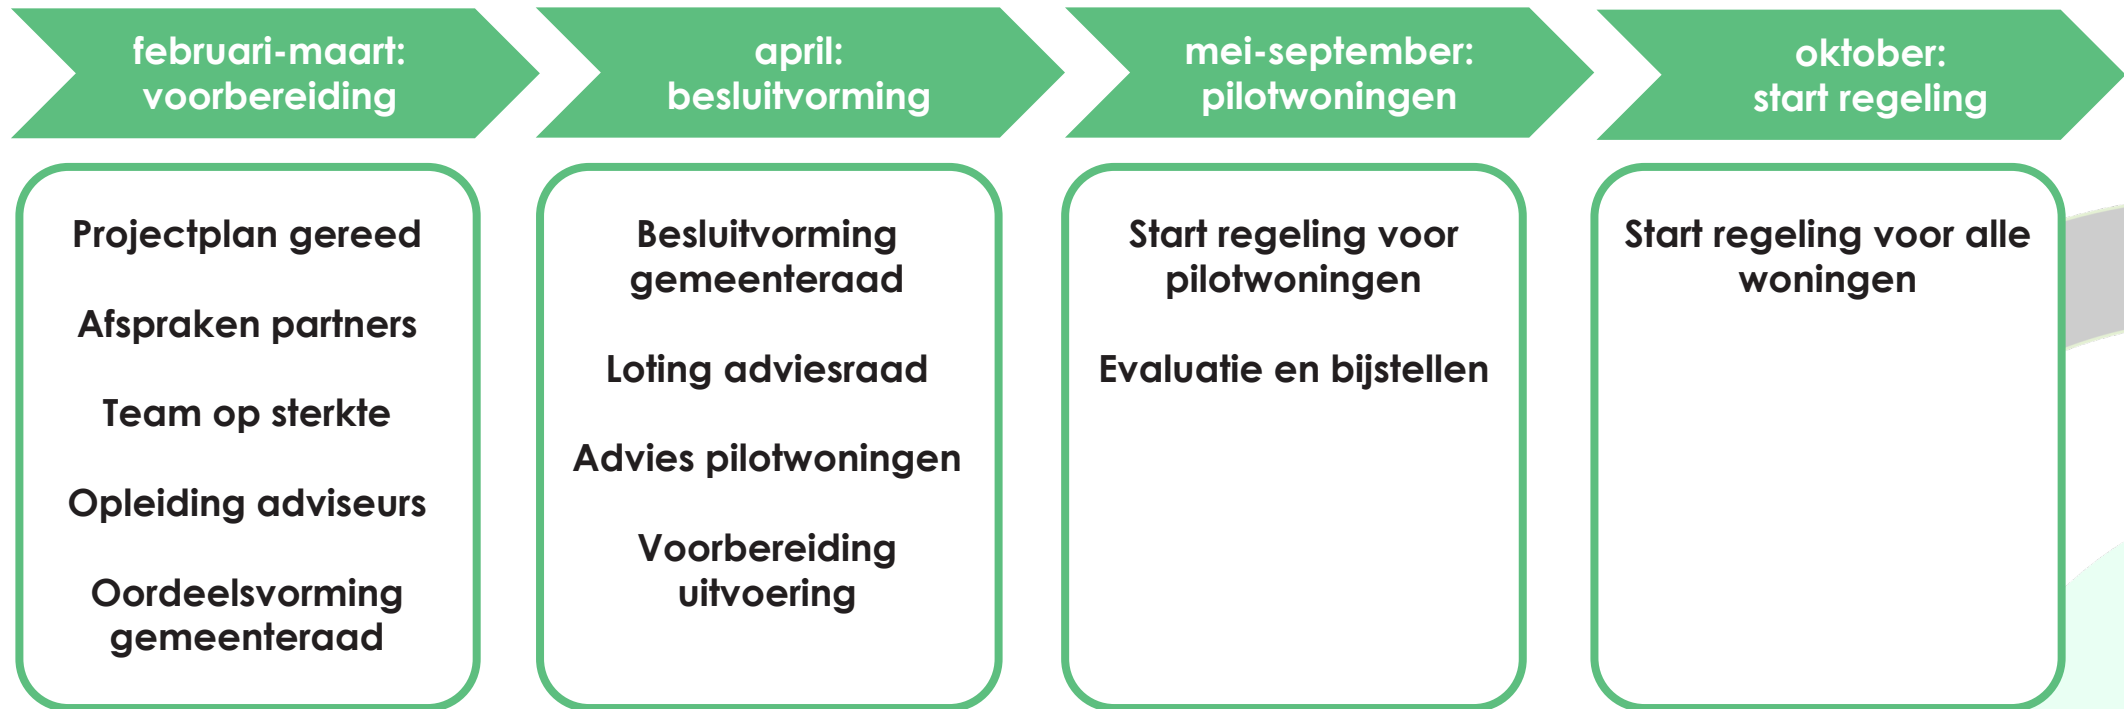 februari-maart:
voorbereiding
Projectplan gereed
Afspraken partners
Team op sterkte
Opleiding adviseurs
Oordeelsvorming
gemeenteraad
april:
besluitvorming
Besluitvorming
gemeenteraad
Loting adviesraad
Advies pilotwoningen
Voorbereiding
uitvoering
mei-september:
pilotwoningen
Start regeling voor
pilotwoningen
Evaluatie en bijstellen
oktober:
start regeling
Start regeling voor alle
woningen